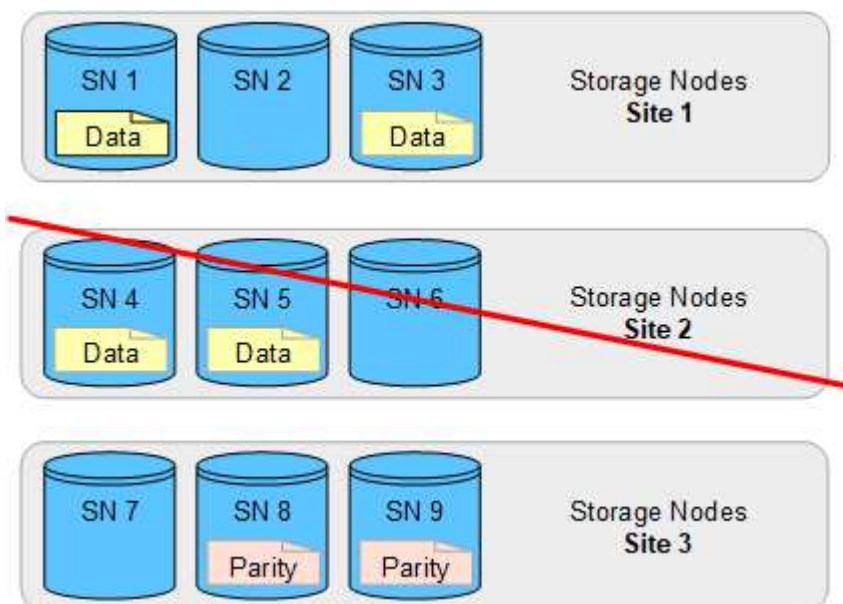 SN 1 SN 2 SN 3 Storage Nodes
Site 1
Data Data
SN 4 SN 5 SN 6 Storage Nodes
Site 2
Data Data
SN 7 SN 8 SN 9 Storage Nodes
Site 3
Parity Parity